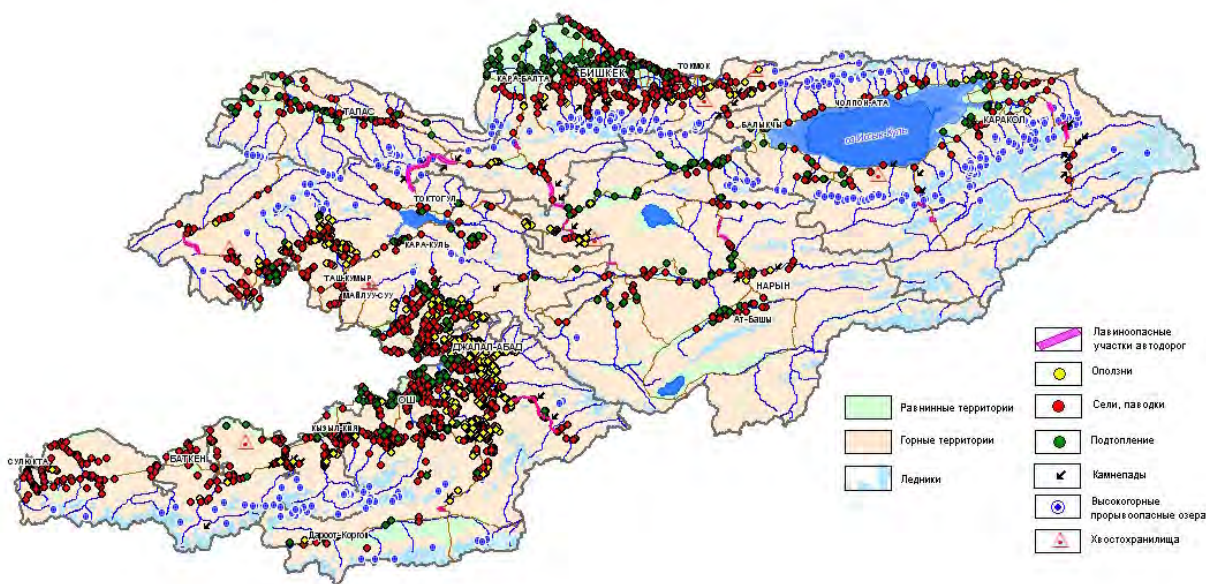 БИШКЕК
ТОКМОК
КАРА-БАЛТА
ЧОЛПОН-АТА
ТАЛАС
БАЛЫКЧЫ
оз Иссык-Куль
КАРАКОЛ
ТОКТОГУЛ
КАРА-КУЛЬ
ТАШ-КУМЫР
МАЙЛУУ-СУУ
НАРЫН
Ат-Башы
ДЖАЛАЛ-АБАД
ОШ
КЫЗЫЛ-КИЯ
БАТКЕН
СУЛЮКТА
Дароот-Коргон
Равнинные территории
Горные территории
Ледники
Лавиноопасные
участки автодорог
Оползни
Сели, паводки
Подтопление
Камнепады
Высокогорные
прорывоопасные озера
Хвостохранилища